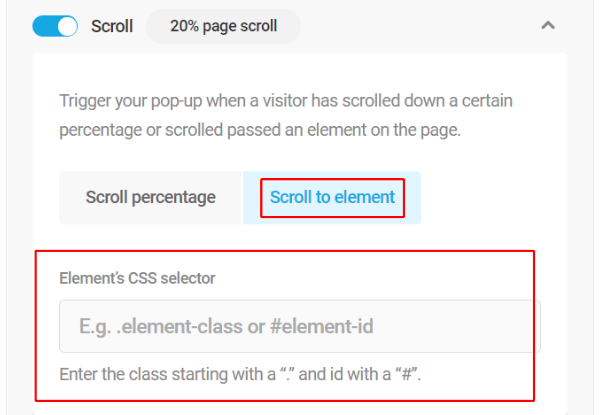 Scroll 20% page scroll
Trigger your pop-up when a visitor has scrolled down a certain
percentage or scrolled passed an element on the page.
Scroll percentage Scroll to element
Element's CSS selector
E.g. .element-class or #element-id
Enter the class starting with a “.” and id with a “#”.